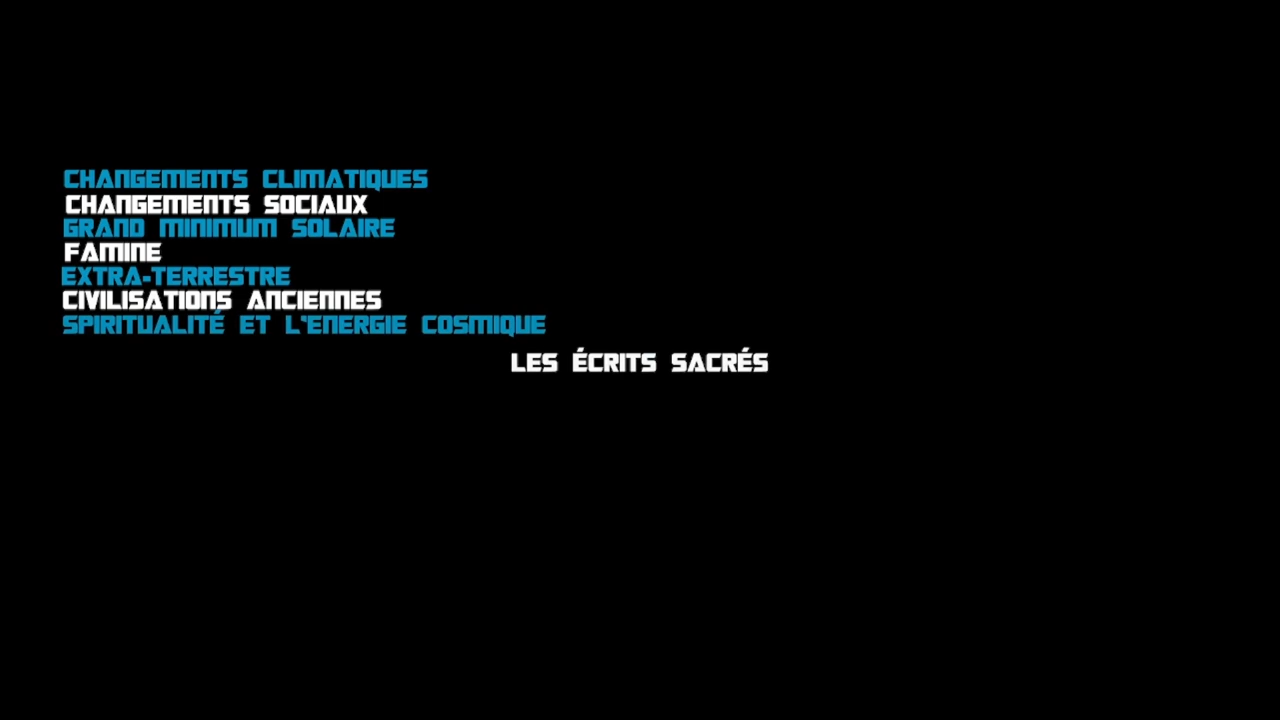 CHANGEMENTS CLIMATIQUES
CHANGEMENTS SOCIAUX
GRAND MINIMUM SOLAIRE
FAMINE
EXTRA-TERRESTRE
CIVILISATIONS ANCIENNES
SPIRITUALITÉ ET L'ENERGIE COSMIQUE
LES ÉCRITS SACRÉS